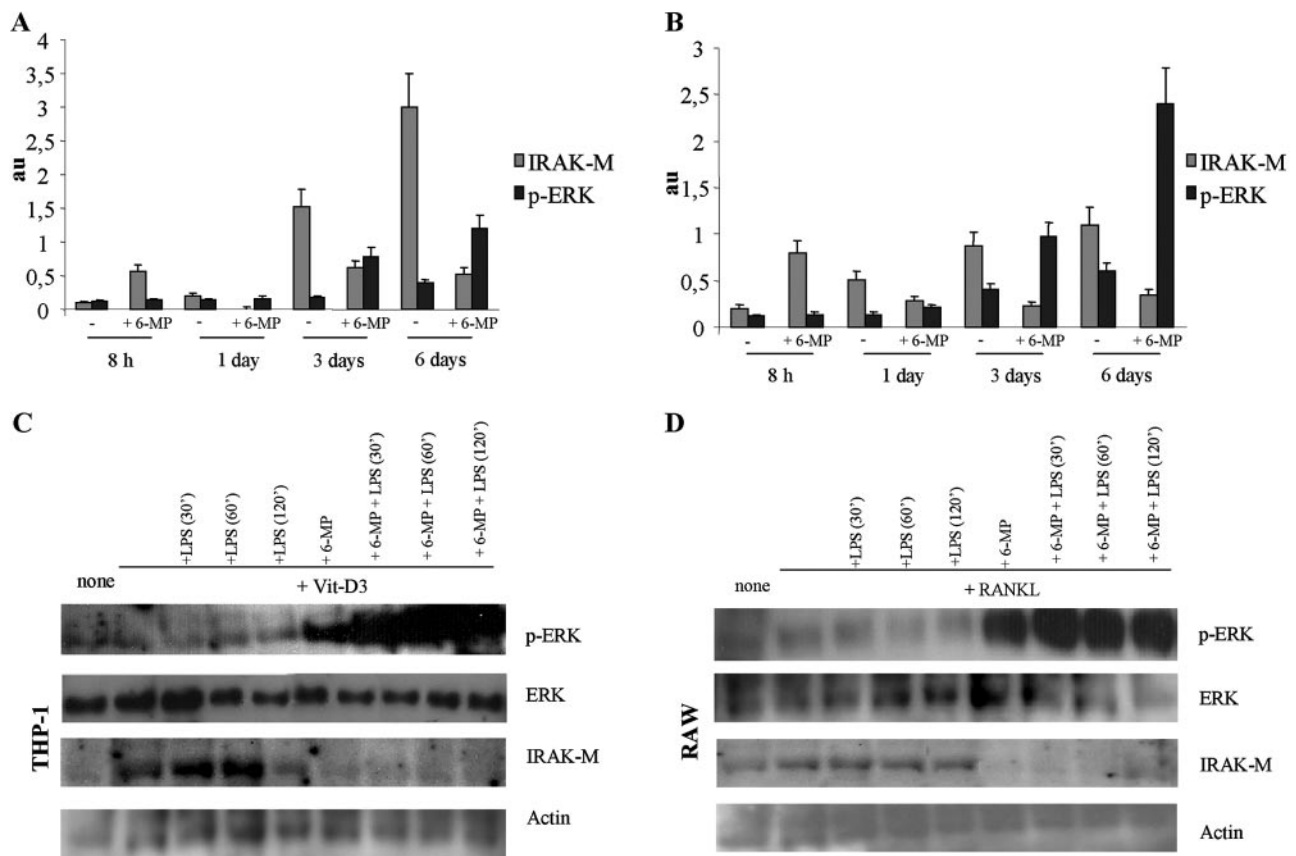 A
4
3,5
3
2,5
2
1,5
1
0,5
0
au
IRAK-M
p-ERK
- + 6-MP - + 6-MP - + 6-MP - + 6-MP
8 h 1 day 3 days 6 days
B
3
2,5
2
1,5
1
0,5
0
au
IRAK-M
p-ERK
- + 6-MP - + 6-MP - + 6-MP - + 6-MP
8 h 1 day 3 days 6 days
C
+LPS (30')
+LPS (60')
+LPS (120')
+ 6-MP
+ 6-MP + LPS (30')
+ 6-MP + LPS (60')
+ 6-MP + LPS (120')
none
+ Vit-D3
p-ERK
ERK
IRAK-M
Actin
THP-1
D
+LPS (30')
+LPS (60')
+LPS (120')
+ 6-MP
+ 6-MP + LPS (30')
+ 6-MP + LPS (60')
+ 6-MP + LPS (120')
none
+ RANKL
p-ERK
ERK
IRAK-M
Actin
RAW